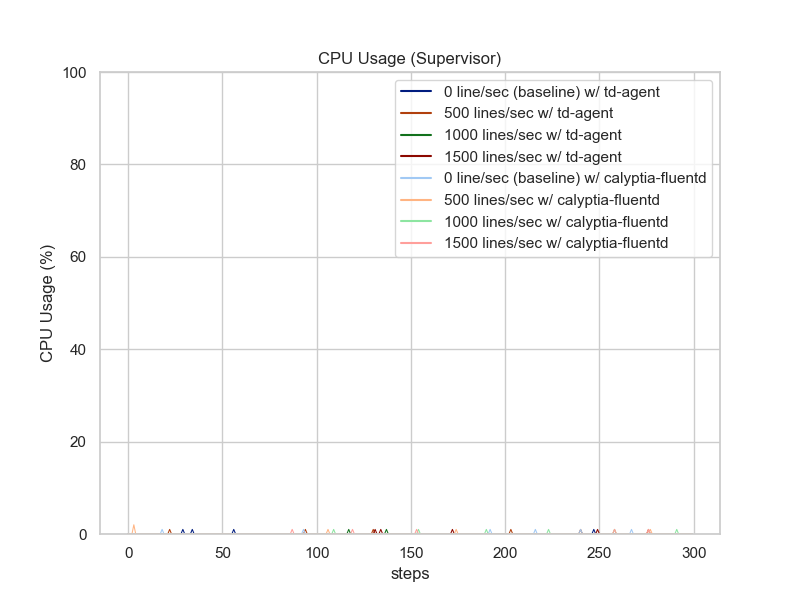 CPU Usage (Supervisor)
100
80
60
40
20
0
CPU Usage (%)
0 line/sec (baseline) w/ td-agent
500 lines/sec w/ td-agent
1000 lines/sec w/ td-agent
1500 lines/sec w/ td-agent
0 line/sec (baseline) w/ calyptia-fluentd
500 lines/sec w/ calyptia-fluentd
1000 lines/sec w/ calyptia-fluentd
1500 lines/sec w/ calyptia-fluentd
0 50 100 150 200 250 300
steps